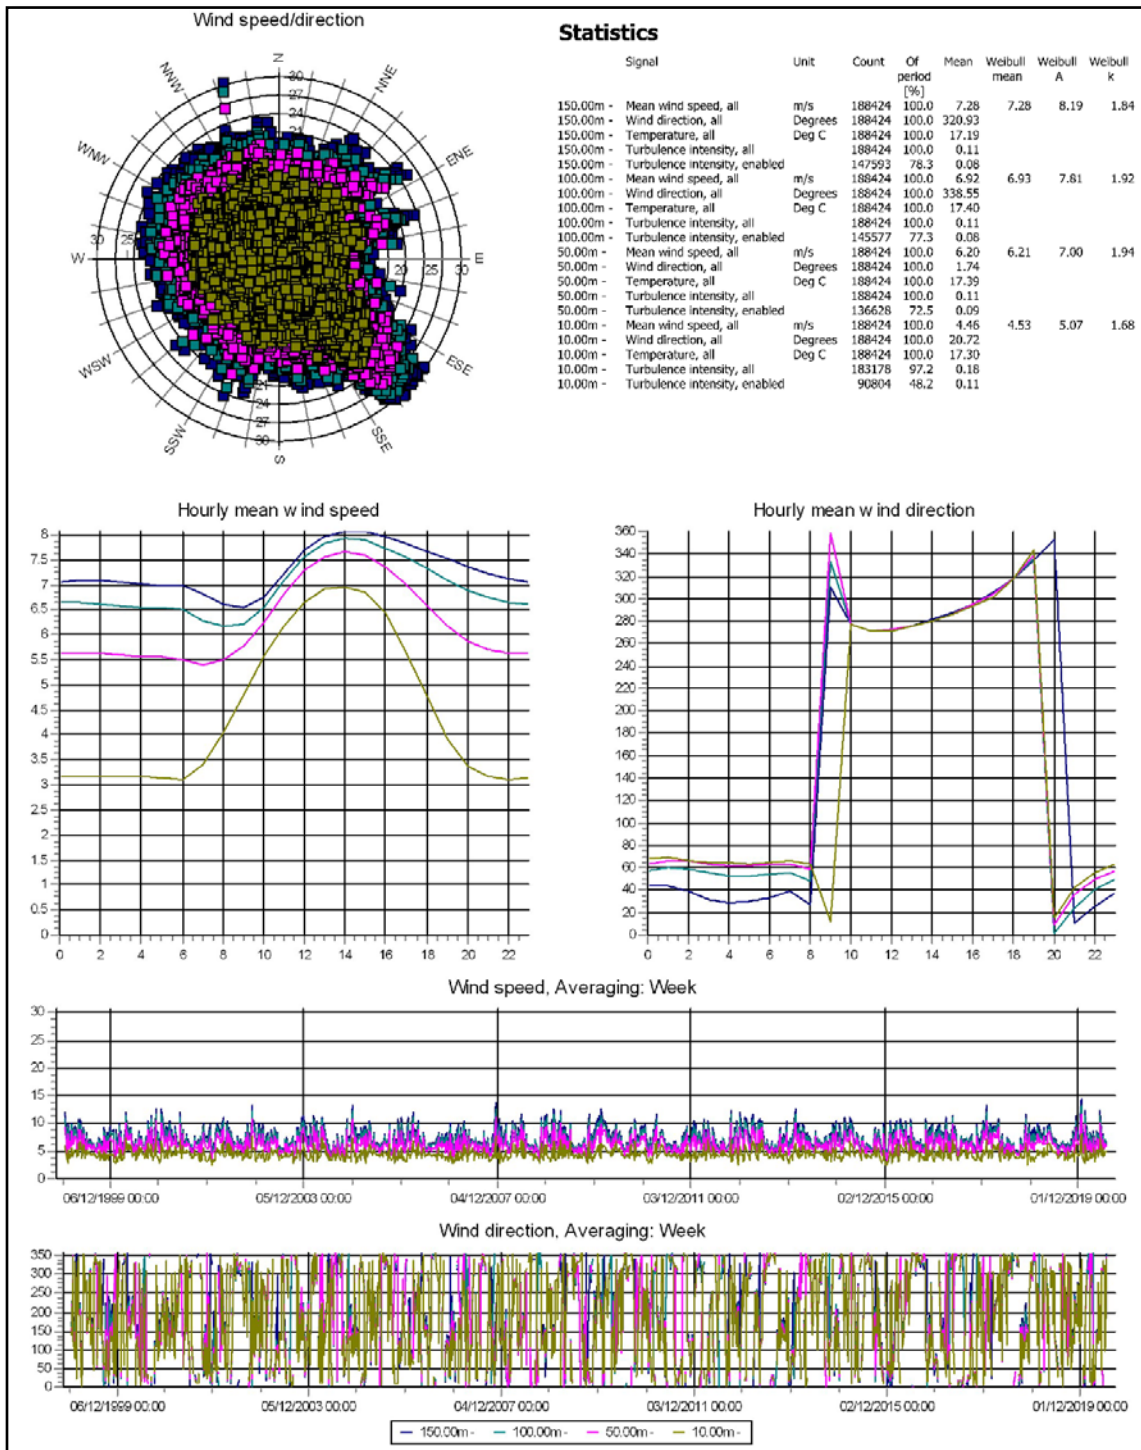 Wind speed/direction
N
NNW
NNE
30
27
24
21
WNW
ENE
30
25
W
20
25
30
E
WSW
ESE
24
27
30
SSW
SSE
S
Statistics
Signal Unit Count Of period [%] Mean Weibull mean Weibull A Weibull k
150.00m - Mean wind speed, all m/s 188424 100.0 7.28 7.28 8.19 1.84
150.00m - Wind direction, all Degrees 188424 100.0 320.93
150.00m - Temperature, all Deg C 188424 100.0 17.19
150.00m - Turbulence intensity, all 188424 100.0 0.11
150.00m - Turbulence intensity, enabled 147593 78.3 0.08
100.00m - Mean wind speed, all m/s 188424 100.0 6.92 6.93 7.81 1.92
100.00m - Wind direction, all Degrees 188424 100.0 338.55
100.00m - Temperature, all Deg C 188424 100.0 17.40
100.00m - Turbulence intensity, all 188424 100.0 0.11
100.00m - Turbulence intensity, enabled 145577 77.3 0.08
50.00m - Mean wind speed, all m/s 188424 100.0 6.20 6.21 7.00 1.94
50.00m - Wind direction, all Degrees 188424 100.0 1.74
50.00m - Temperature, all Deg C 188424 100.0 17.39
50.00m - Turbulence intensity, all 188424 100.0 0.11
50.00m - Turbulence intensity, enabled 136628 72.5 0.09
10.00m - Mean wind speed, all m/s 188424 100.0 4.46 4.53 5.07 1.68
10.00m - Wind direction, all Degrees 188424 100.0 20.72
10.00m - Temperature, all Deg C 188424 100.0 17.30
10.00m - Turbulence intensity, all 183178 97.2 0.18
10.00m - Turbulence intensity, enabled 90804 48.2 0.11
Hourly mean wind speed
8
7.5
7
6.5
6
5.5
5
4.5
4
3.5
3
2.5
2
1.5
1
0.5
0
0 2 4 6 8 10 12 14 16 18 20 22
Hourly mean wind direction
360
340
320
300
280
260
240
220
200
180
160
140
120
100
80
60
40
20
0
0 2 4 6 8 10 12 14 16 18 20 22
Wind speed, Averaging: Week
30
25
20
15
10
5
0
06/12/1999 00:00 05/12/2003 00:00 04/12/2007 00:00 03/12/2011 00:00 02/12/2015 00:00 01/12/2019 00:00
Wind direction, Averaging: Week
350
300
250
200
150
100
50
0
06/12/1999 00:00 05/12/2003 00:00 04/12/2007 00:00 03/12/2011 00:00 02/12/2015 00:00 01/12/2019 00:00
150.00m - 100.00m - 50.00m - 10.00m -